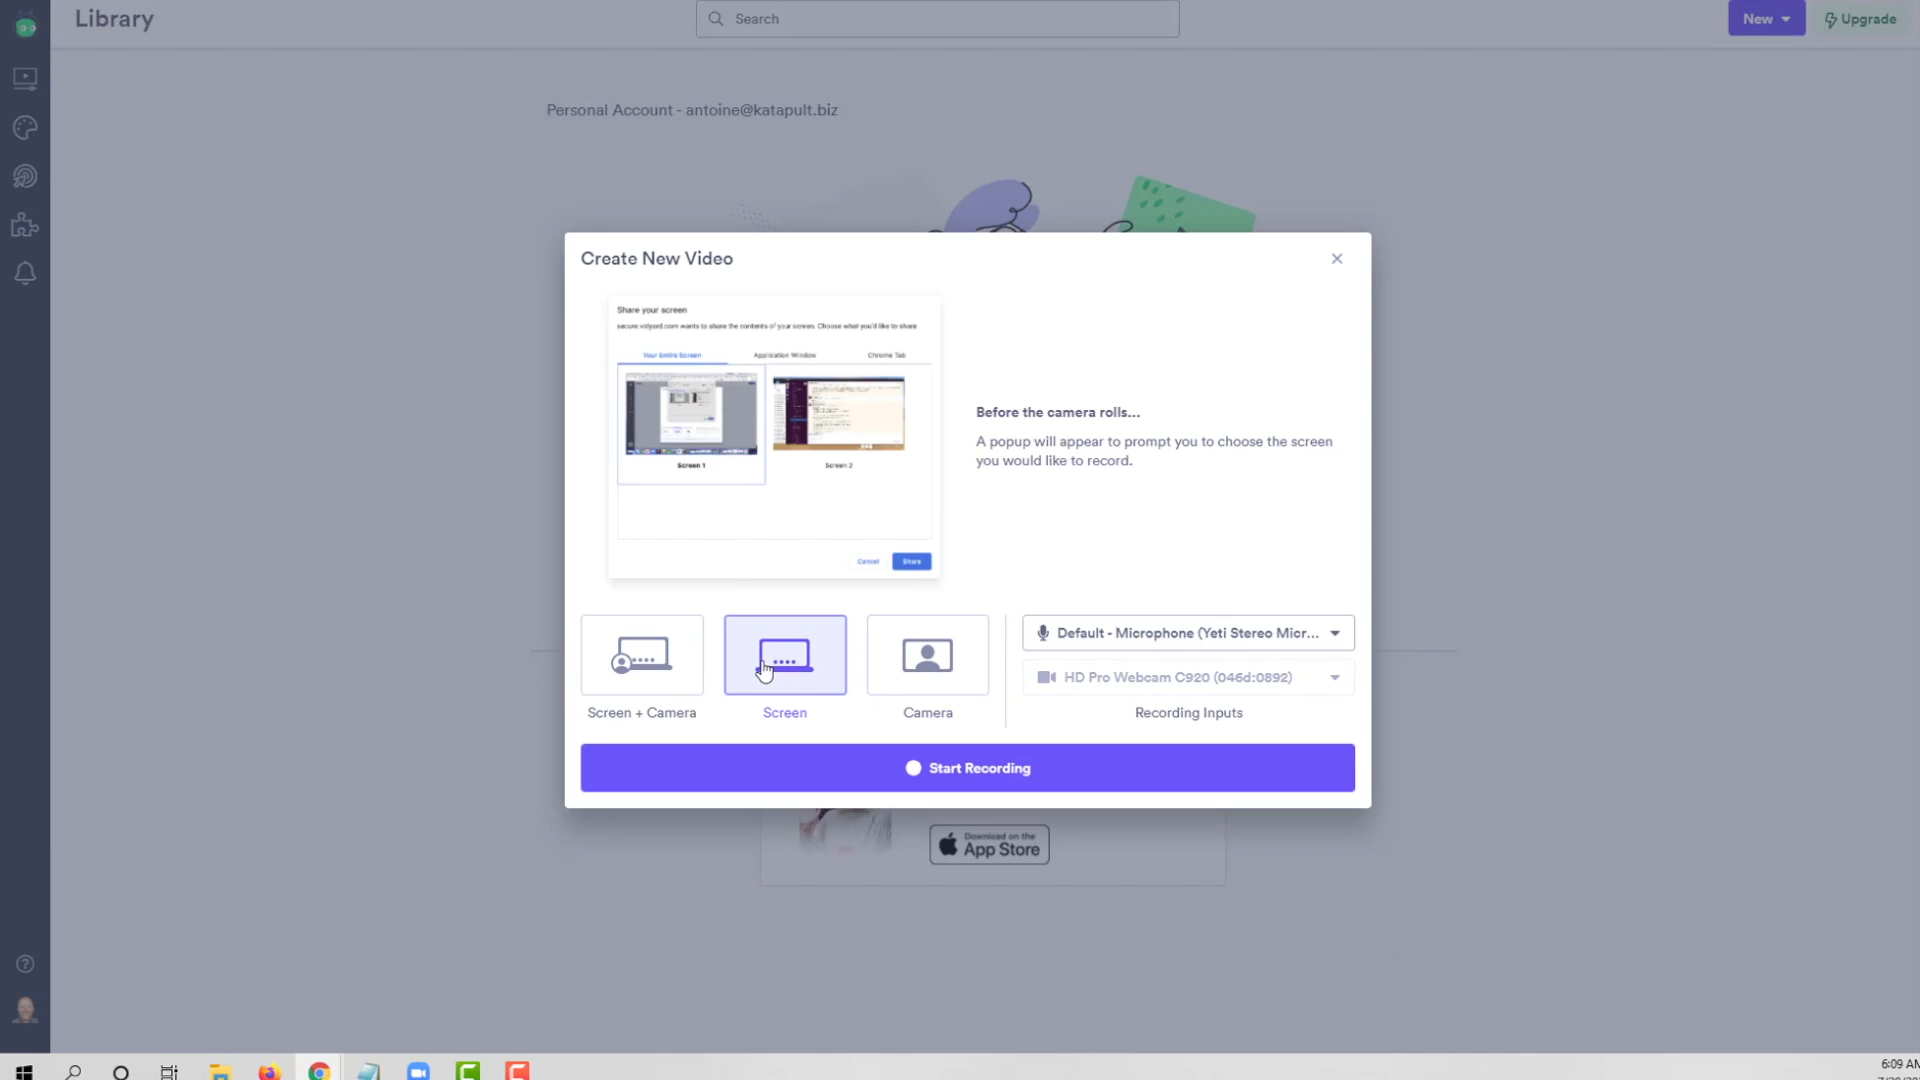 Library
Search
New
Upgrade
Personal Account - antoine@katapult.biz
Create New Video
Share your screen
secure.vidyard.com wants to share the contents of your screen. Choose what you'd like to share
Your Entire Screen
Application Window
Chrome Tab
Screen 1
Screen 2
Cancel
Share
Before the camera rolls...
A popup will appear to prompt you to choose the screen
you would like to record.
Default - Microphone (Yeti Stereo Micr...
HD Pro Webcam C920 (046d:0892)
Screen + Camera
Screen
Camera
Recording Inputs
Start Recording
Download on the
App Store
6:09 AM